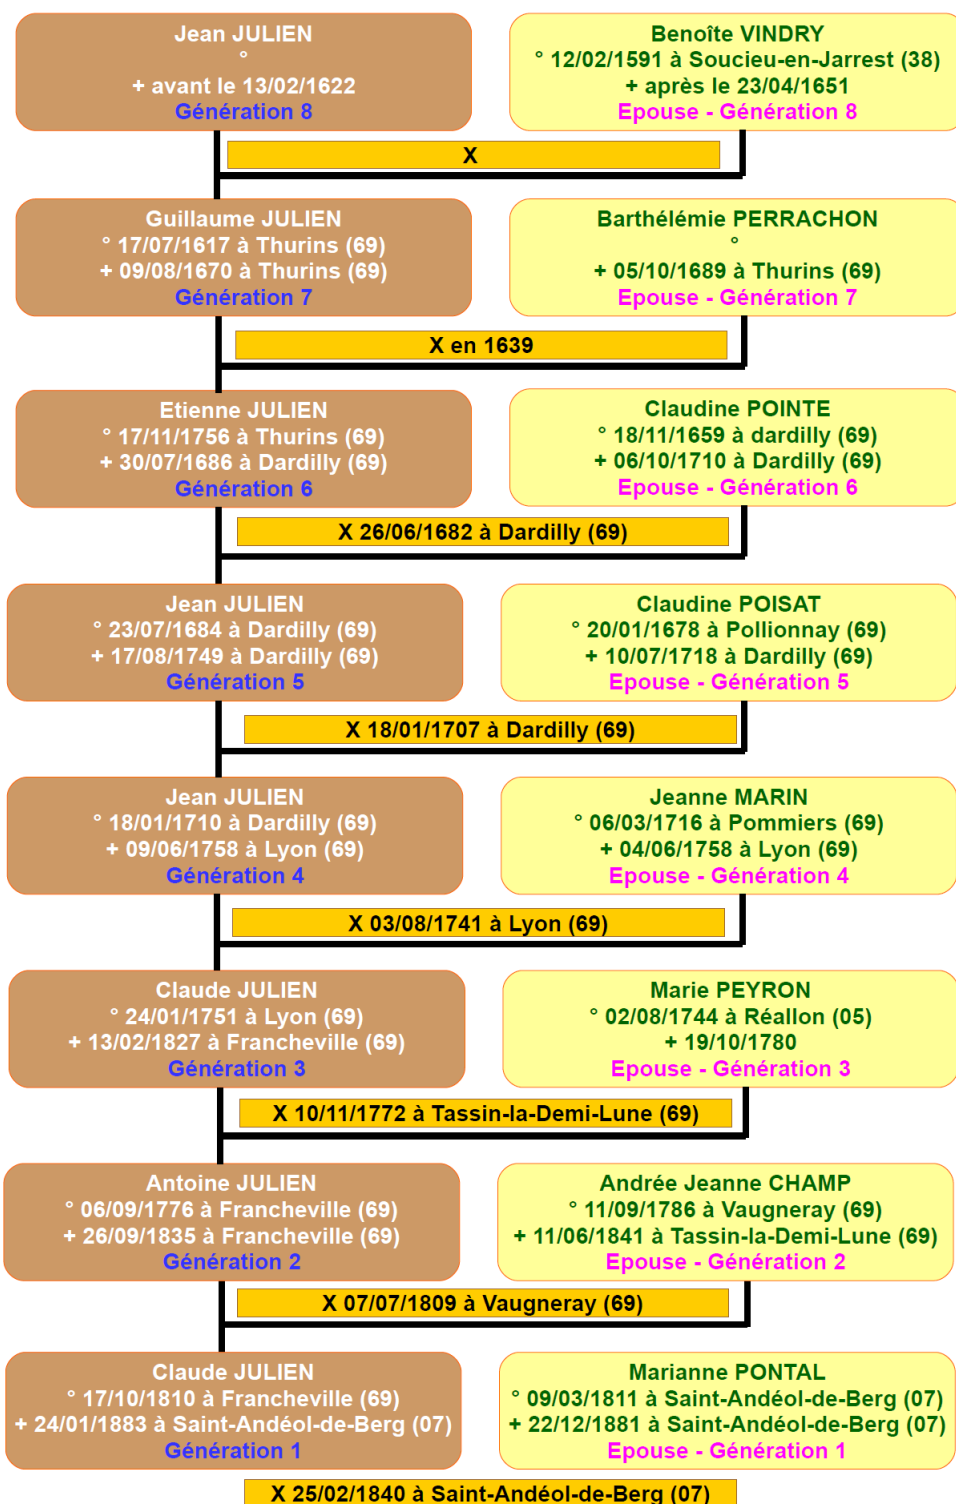 Jean JULIEN
°
+ avant le 13/02/1622
Génération 8
Benoîte VINDRY
° 12/02/1591 à Soucieu-en-Jarrest (38)
+ après le 23/04/1651
Epouse - Génération 8
X
Guillaume JULIEN
° 17/07/1617 à Thurins (69)
+ 09/08/1670 à Thurins (69)
Génération 7
Barthélémie PERRACHON
°
+ 05/10/1689 à Thurins (69)
Epouse - Génération 7
X en 1639
Etienne JULIEN
° 17/11/1756 à Thurins (69)
+ 30/07/1686 à Dardilly (69)
Génération 6
Claudine POINTE
° 18/11/1659 à dardilly (69)
+ 06/10/1710 à Dardilly (69)
Epouse - Génération 6
X 26/06/1682 à Dardilly (69)
Jean JULIEN
° 23/07/1684 à Dardilly (69)
+ 17/08/1749 à Dardilly (69)
Génération 5
Claudine POISAT
° 20/01/1678 à Pollionnay (69)
+ 10/07/1718 à Dardilly (69)
Epouse - Génération 5
X 18/01/1707 à Dardilly (69)
Jean JULIEN
° 18/01/1710 à Dardilly (69)
+ 09/06/1758 à Lyon (69)
Génération 4
Jeanne MARIN
° 06/03/1716 à Pommiers (69)
+ 04/06/1758 à Lyon (69)
Epouse - Génération 4
X 03/08/1741 à Lyon (69)
Claude JULIEN
° 24/01/1751 à Lyon (69)
+ 13/02/1827 à Francheville (69)
Génération 3
Marie PEYRON
° 02/08/1744 à Réallon (05)
+ 19/10/1780
Epouse - Génération 3
X 10/11/1772 à Tassin-la-Demi-Lune (69)
Antoine JULIEN
° 06/09/1776 à Francheville (69)
+ 26/09/1835 à Francheville (69)
Génération 2
Andrée Jeanne CHAMP
° 11/09/1786 à Vaugneray (69)
+ 11/06/1841 à Tassin-la-Demi-Lune (69)
Epouse - Génération 2
X 07/07/1809 à Vaugneray (69)
Claude JULIEN
° 17/10/1810 à Francheville (69)
+ 24/01/1883 à Saint-Andéol-de-Berg (07)
Génération 1
Marianne PONTAL
° 09/03/1811 à Saint-Andéol-de-Berg (07)
+ 22/12/1881 à Saint-Andéol-de-Berg (07)
Epouse - Génération 1
X 25/02/1840 à Saint-Andéol-de-Berg (07)